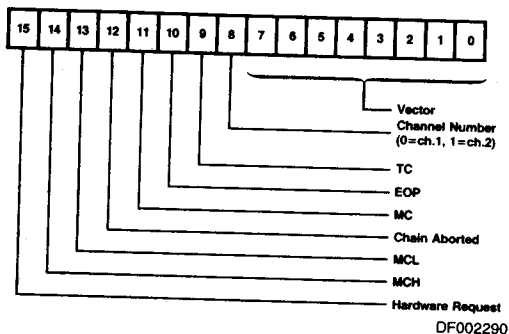 15 14 13 12 11 10 9 8 7 6 5 4 3 2 1 0
Vector
Channel Number
(0=ch.1, 1=ch.2)
TC
EOP
MC
Chain Aborted
MCL
MCH
Hardware Request
DF002290